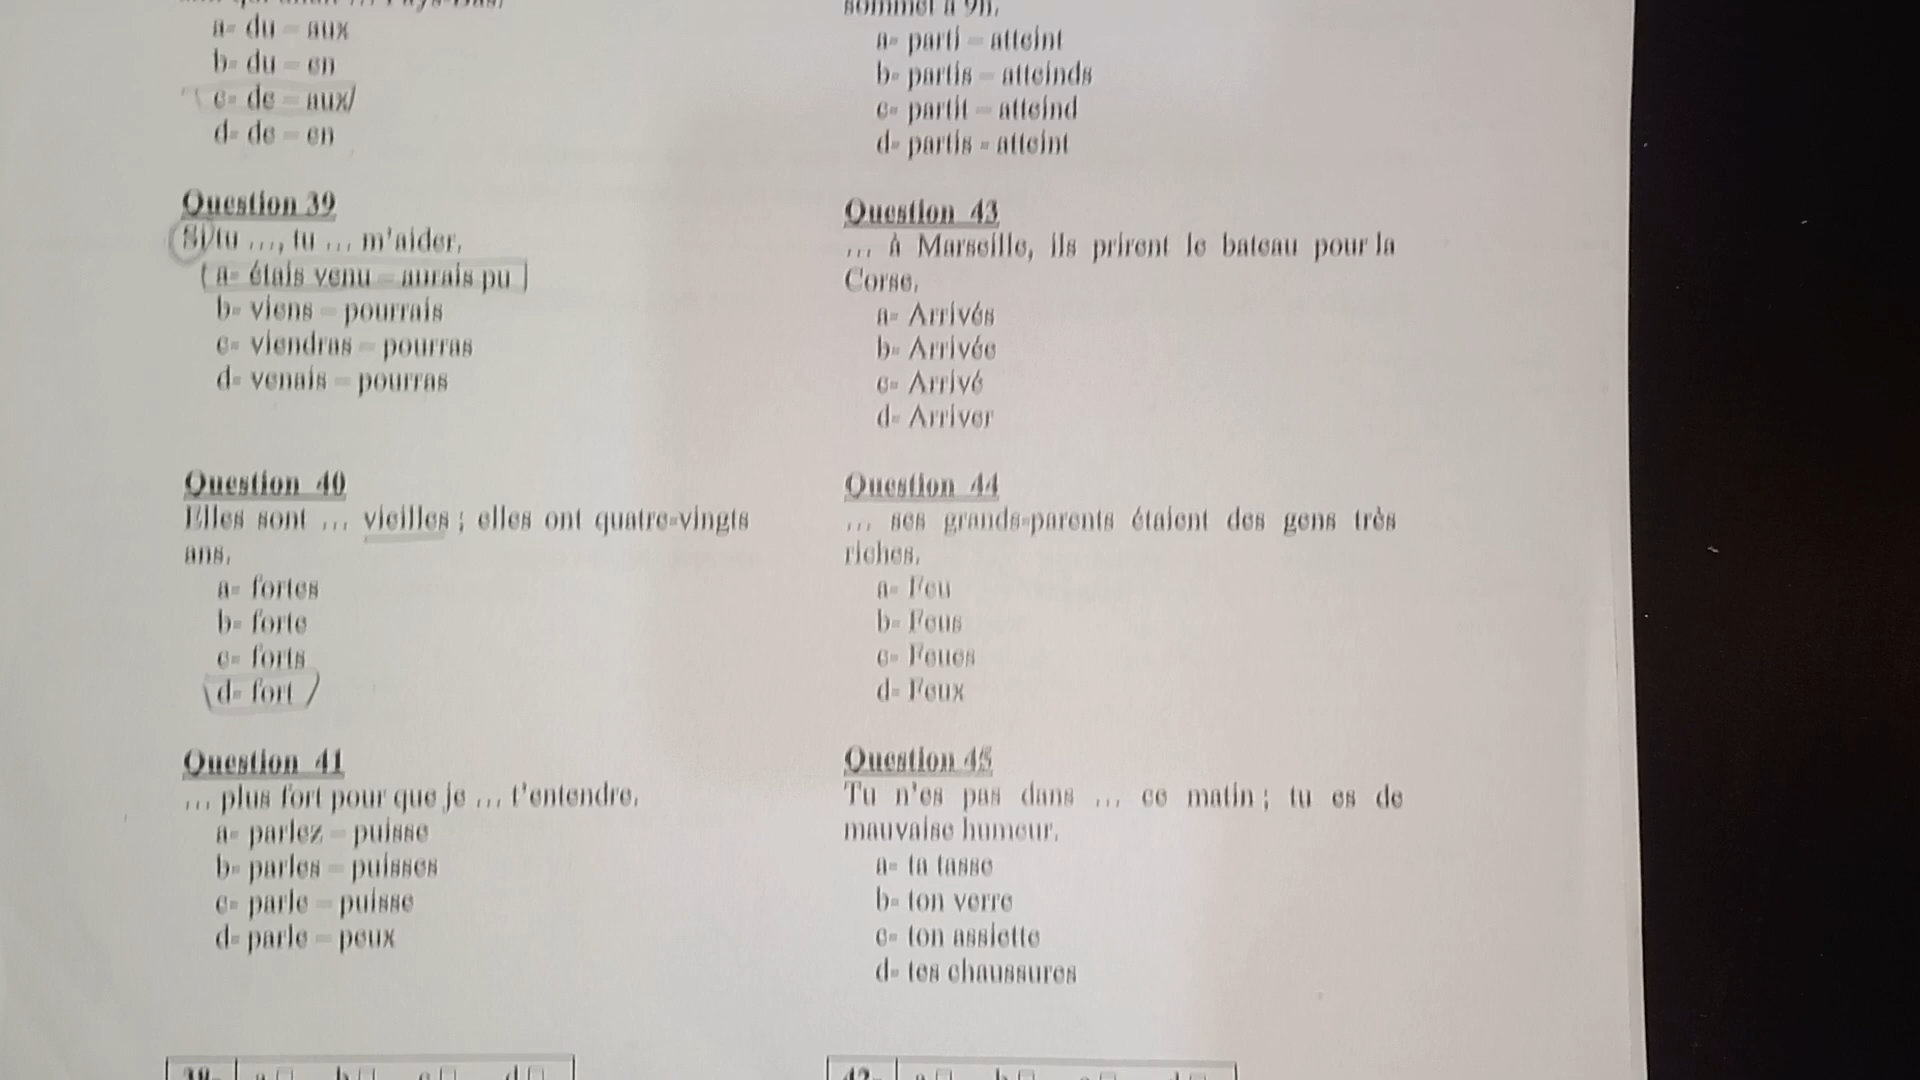 a- du – aux
b- du – en
c- de – aux
d- de – en
Question 39
Si tu …, tu … m'aider.
a- étais venu – aurais pu
b- viens – pourrais
c- viendras – pourras
d- venais – pourras
Question 40
Elles sont … vieilles ; elles ont quatre-vingts
ans.
a- fortes
b- forte
c- forts
d- fort
Question 41
… plus fort pour que je … t'entendre.
a- parlez – puisse
b- parles – puisses
c- parle – puisse
d- parle – peux
sommet à 9h.
a- parti – atteint
b- partis – atteinds
c- partit – atteind
d- partis - atteint
Question 43
… à Marseille, ils prirent le bateau pour la
Corse.
a- Arrivés
b- Arrivée
c- Arrivé
d- Arriver
Question 44
… ses grands-parents étaient des gens très
riches.
a- Feu
b- Feus
c- Feues
d- Feux
Question 45
Tu n'es pas dans … ce matin ; tu es de
mauvaise humeur.
a- ta tasse
b- ton verre
c- ton assiette
d- tes chaussures